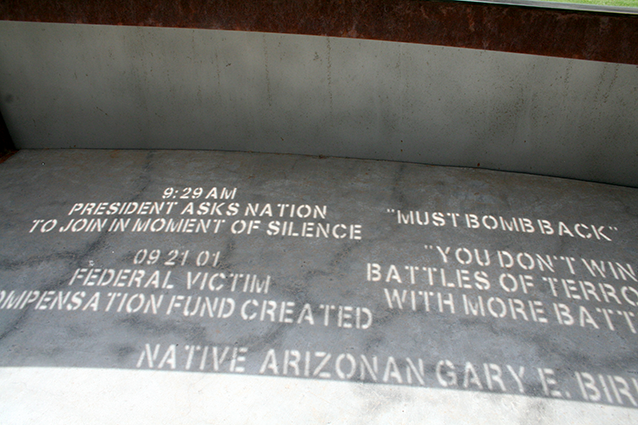 9:29 AM
PRESIDENT ASKS NATION
TO JOIN IN MOMENT OF SILENCE
09 21 01
FEDERAL VICTIM
OMPENSATION FUND CREATED
"MUST BOMB BACK"
"YOU DON'T WIN
BATTLES OF TERRO
WITH MORE BATT
NATIVE ARIZONAN GARY E. BIR